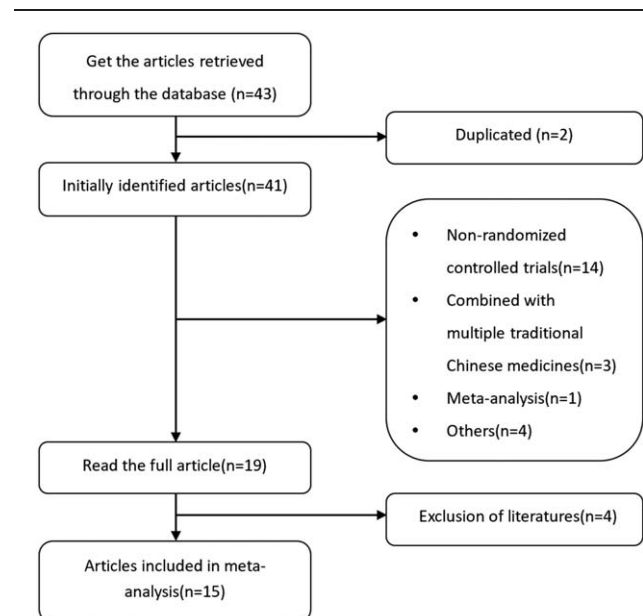 Get the articles retrieved
through the database (n=43)
Duplicated (n=2)
Initially identified articles(n=41)
• Non-randomized
controlled trials(n=14)
• Combined with
multiple traditional
Chinese medicines(n=3)
• Meta-analysis(n=1)
• Others(n=4)
Read the full article(n=19)
Exclusion of literatures(n=4)
Articles included in meta-
analysis(n=15)